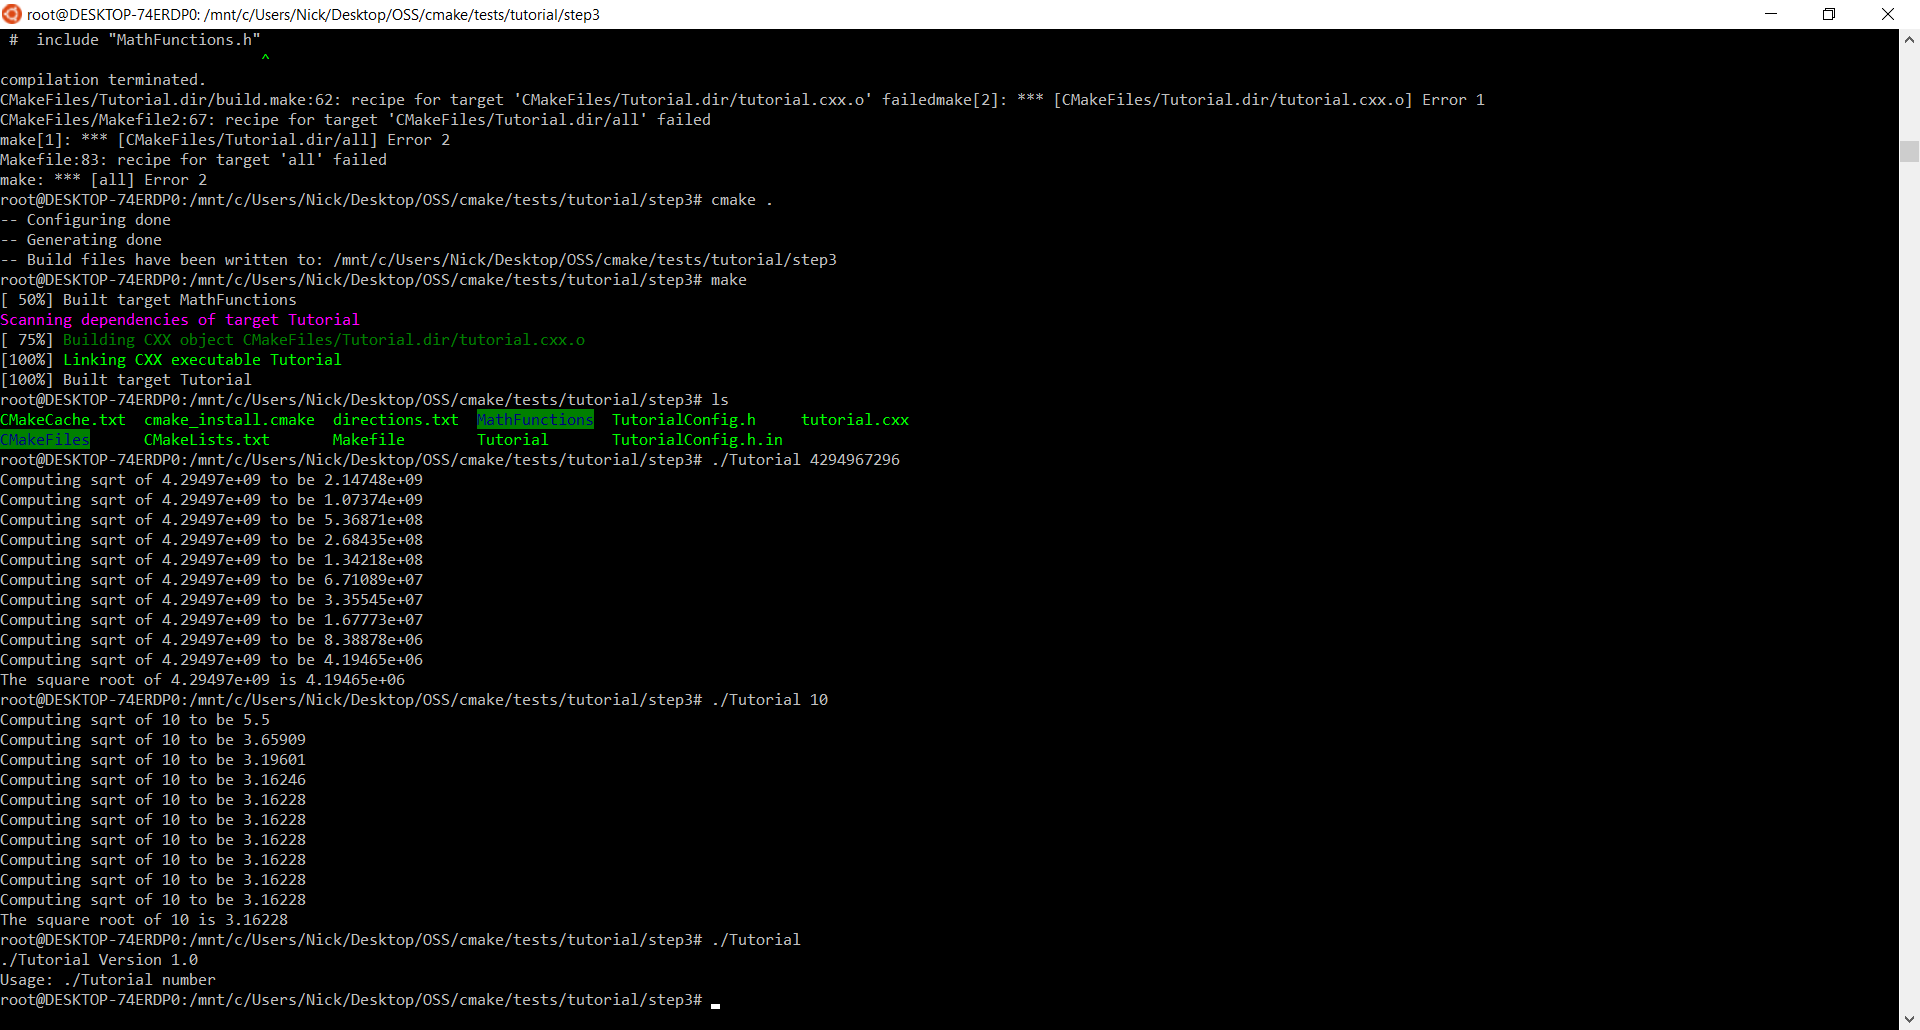 root@DESKTOP-74ERDP0: /mnt/c/Users/Nick/Desktop/OSS/cmake/tests/tutorial/step3
 #  include "MathFunctions.h"
                             ^
compilation terminated.
CMakeFiles/Tutorial.dir/build.make:62: recipe for target 'CMakeFiles/Tutorial.dir/tutorial.cxx.o' failedmake[2]: *** [CMakeFiles/Tutorial.dir/tutorial.cxx.o] Error 1
CMakeFiles/Makefile2:67: recipe for target 'CMakeFiles/Tutorial.dir/all' failed
make[1]: *** [CMakeFiles/Tutorial.dir/all] Error 2
Makefile:83: recipe for target 'all' failed
make: *** [all] Error 2
root@DESKTOP-74ERDP0:/mnt/c/Users/Nick/Desktop/OSS/cmake/tests/tutorial/step3# cmake .
-- Configuring done
-- Generating done
-- Build files have been written to: /mnt/c/Users/Nick/Desktop/OSS/cmake/tests/tutorial/step3
root@DESKTOP-74ERDP0:/mnt/c/Users/Nick/Desktop/OSS/cmake/tests/tutorial/step3# make
[ 50%] Built target MathFunctions
Scanning dependencies of target Tutorial
[ 75%] Building CXX object CMakeFiles/Tutorial.dir/tutorial.cxx.o
[100%] Linking CXX executable Tutorial
[100%] Built target Tutorial
root@DESKTOP-74ERDP0:/mnt/c/Users/Nick/Desktop/OSS/cmake/tests/tutorial/step3# ls
CMakeCache.txt  cmake_install.cmake  directions.txt  MathFunctions  TutorialConfig.h     tutorial.cxx
CMakeFiles      CMakeLists.txt       Makefile        Tutorial       TutorialConfig.h.in
root@DESKTOP-74ERDP0:/mnt/c/Users/Nick/Desktop/OSS/cmake/tests/tutorial/step3# ./Tutorial 4294967296
Computing sqrt of 4.29497e+09 to be 2.14748e+09
Computing sqrt of 4.29497e+09 to be 1.07374e+09
Computing sqrt of 4.29497e+09 to be 5.36871e+08
Computing sqrt of 4.29497e+09 to be 2.68435e+08
Computing sqrt of 4.29497e+09 to be 1.34218e+08
Computing sqrt of 4.29497e+09 to be 6.71089e+07
Computing sqrt of 4.29497e+09 to be 3.35545e+07
Computing sqrt of 4.29497e+09 to be 1.67773e+07
Computing sqrt of 4.29497e+09 to be 8.38878e+06
Computing sqrt of 4.29497e+09 to be 4.19465e+06
The square root of 4.29497e+09 is 4.19465e+06
root@DESKTOP-74ERDP0:/mnt/c/Users/Nick/Desktop/OSS/cmake/tests/tutorial/step3# ./Tutorial 10
Computing sqrt of 10 to be 5.5
Computing sqrt of 10 to be 3.65909
Computing sqrt of 10 to be 3.19601
Computing sqrt of 10 to be 3.16246
Computing sqrt of 10 to be 3.16228
Computing sqrt of 10 to be 3.16228
Computing sqrt of 10 to be 3.16228
Computing sqrt of 10 to be 3.16228
Computing sqrt of 10 to be 3.16228
Computing sqrt of 10 to be 3.16228
The square root of 10 is 3.16228
root@DESKTOP-74ERDP0:/mnt/c/Users/Nick/Desktop/OSS/cmake/tests/tutorial/step3# ./Tutorial
./Tutorial Version 1.0
Usage: ./Tutorial number
root@DESKTOP-74ERDP0:/mnt/c/Users/Nick/Desktop/OSS/cmake/tests/tutorial/step3#